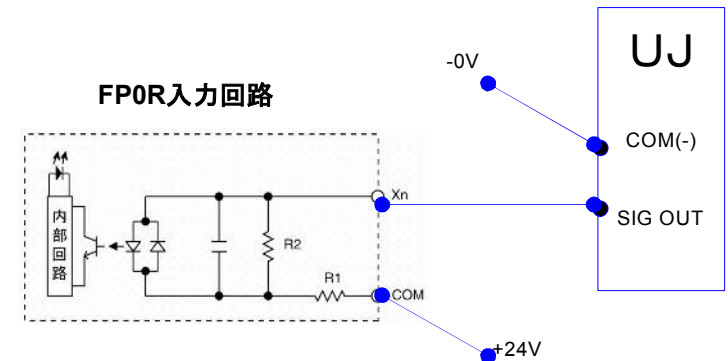 UJ
-0V
FP0R入力回路
COM(-)
Xn
SIG OUT
内部回路
R2
R1
COM
+24V